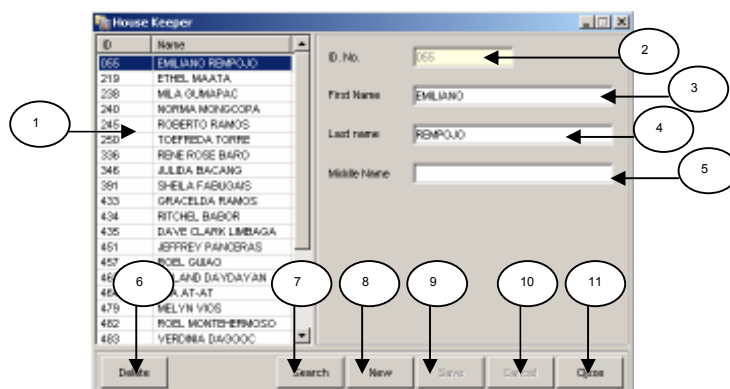 House Keeper
ID Name
055 EMILIANO REMPOJO
219 ETHEL MAATA
238 MILA GUMAPAC
240 NORMA MONGCOPA
245 ROBERTO RAMOS
250 TOEFREDA TORRE
336 RENE ROSE BARO
346 JULIDA BACANG
391 SHEILA FABUGAIS
433 GRACELDA RAMOS
434 RITCHEL BABOR
435 DAVE CLARK LIMBAGA
451 JEFFREY PANCERAS
457 ROEL GUIAO
DAYDAYAN
AT-AT
479 MELYN VIOS
482 ROEL MONTEHERMOSO
483 VERDINIA DAGOOC
ID. No. 055
First Name EMILIANO
Last name REMPOJO
Middle Name
Delete Search New Save Cancel Close
1
2
3
4
5
6
7
8
9
10
11